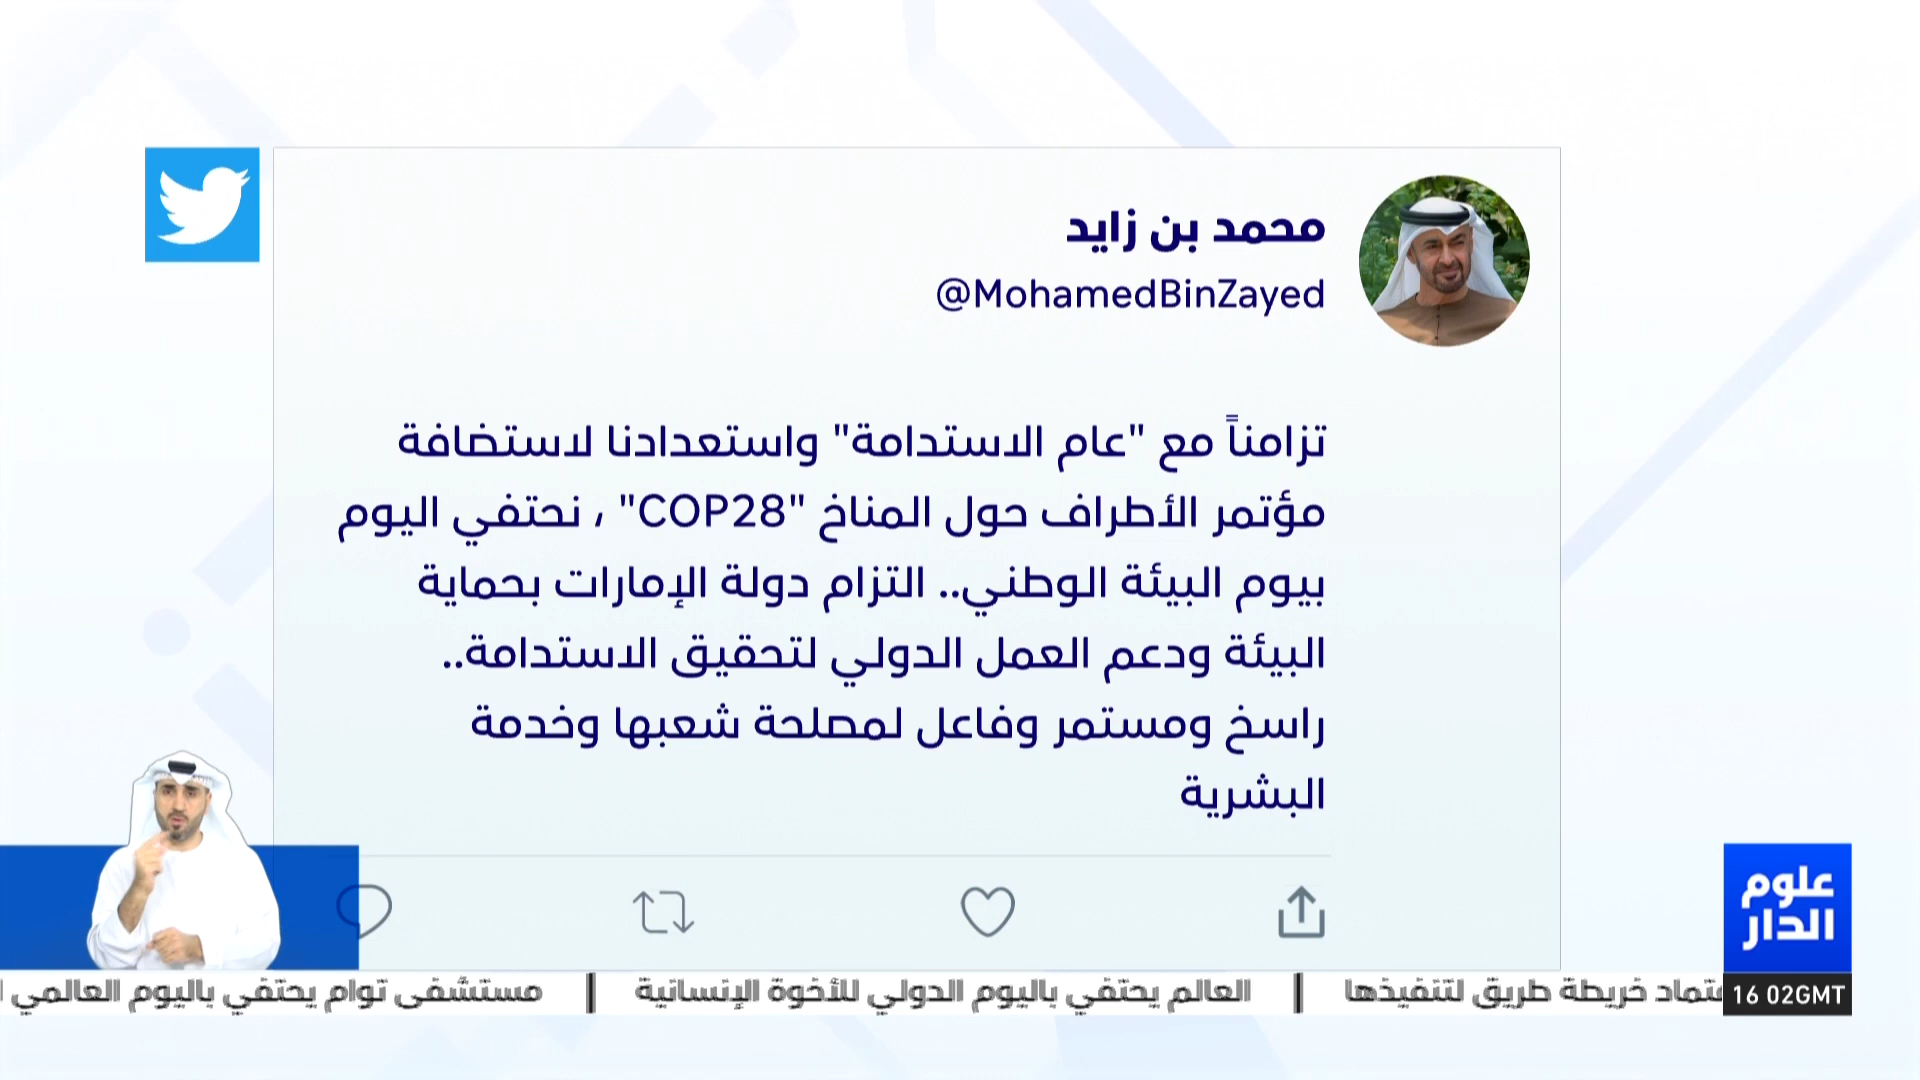 محمد بن زايد
@MohamedBinZayed
تزامناً مع "عام الاستدامة" واستعدادنا لاستضافة
مؤتمر الأطراف حول المناخ "COP28" ، نحتفي اليوم
بيوم البيئة الوطني.. التزام دولة الإمارات بحماية
البيئة ودعم العمل الدولي لتحقيق الاستدامة..
راسخ ومستمر وفاعل لمصلحة شعبها وخدمة
البشرية
علوم
الدار
16 02GMT
خريطة طريق لتنفيذها | العالم يحتفي باليوم الدولي للأخوة الإنسانية | مستشفى توام يحتفي باليوم العالمي